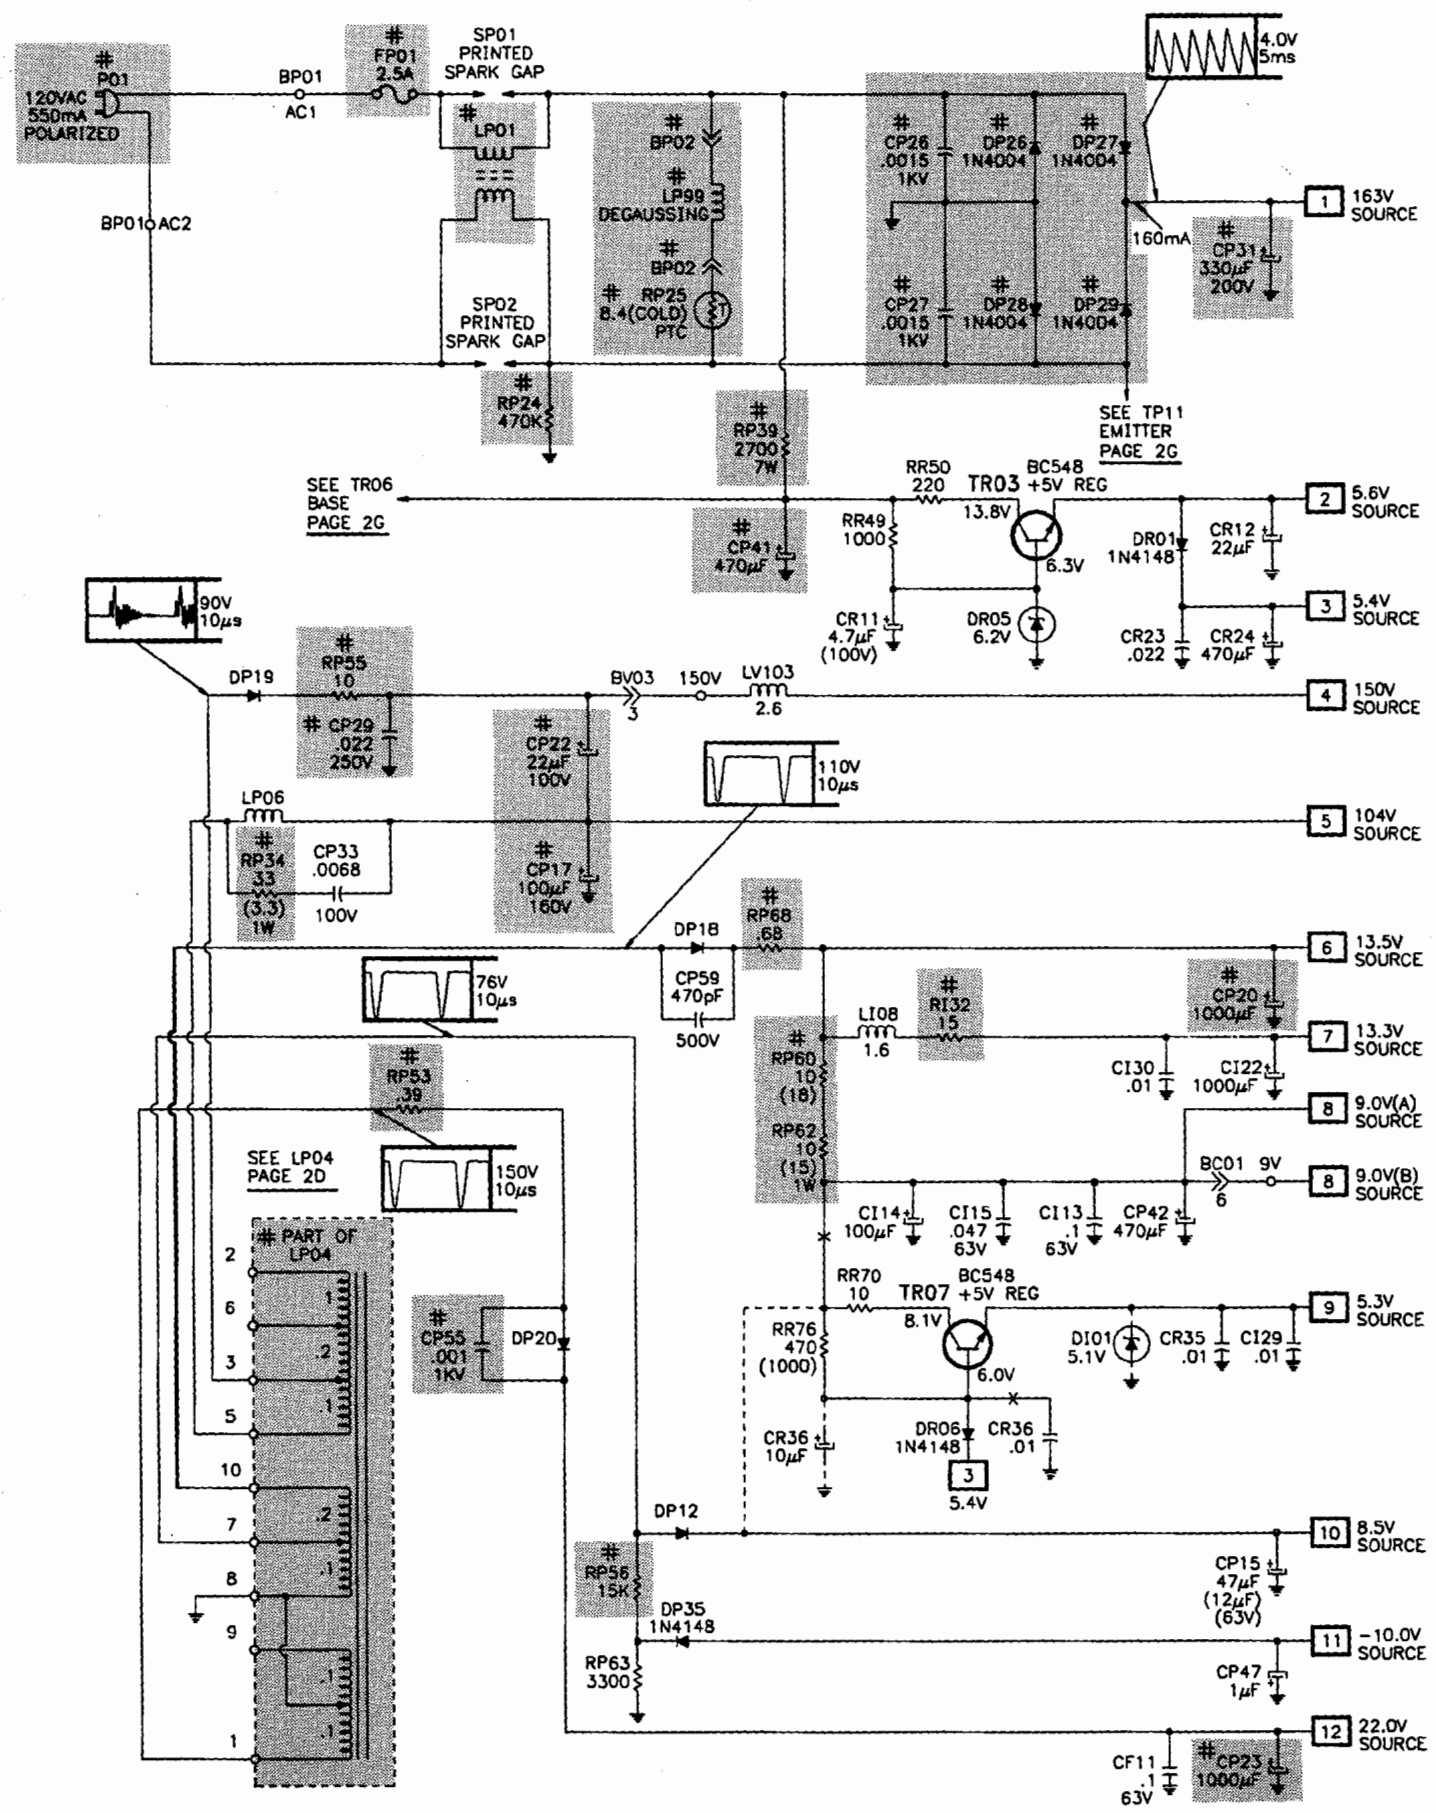 #
P01
120VAC
550mA
POLARIZED
BP01
AC1
#
FP01
2.5A
SP01
PRINTED
SPARK GAP
#
LP01
BP01 AC2
SP02
PRINTED
SPARK GAP
#
RP24
470K
#
BP02
#
LP99
DEGAUSSING
#
BP02
#
RP25
8.4(COLD)
PTC
#
CP26
.0015
1KV
#
DP26
1N4004
#
DP27
1N4004
4.0V
5ms
1
163V
SOURCE
160mA
#
CP31
330µF
200V
#
CP27
.0015
1KV
#
DP28
1N4004
#
DP29
1N4004
SEE TP11
EMITTER
PAGE 2G
#
RP39
2700
7W
SEE TR06
BASE
PAGE 2G
#
CP41
470µF
RR50
220
TR03
BC548
+5V REG
13.8V
6.3V
RR49
1000
CR11
4.7µF
(100V)
DR05
6.2V
DR01
1N4148
CR12
22µF
2
5.6V
SOURCE
3
5.4V
SOURCE
CR23
.022
CR24
470µF
90V
10µs
DP19
#
RP55
10
# CP29
.022
250V
BV03
3
150V
LV103
2.6
4
150V
SOURCE
#
CP22
22µF
100V
110V
10µs
LP06
#
RP34
33
(3.3)
1W
CP33
.0068
100V
#
CP17
100µF
160V
5
104V
SOURCE
DP18
#
RP68
.68
CP59
470pF
500V
6
13.5V
SOURCE
#
CP20
1000µF
76V
10µs
LI08
1.6
#
RI32
15
CI30
.01
CI22
1000µF
7
13.3V
SOURCE
#
RP53
.39
#
RP60
10
(18)
RP62
10
(15)
1W
8
9.0V(A)
SOURCE
150V
10µs
SEE LP04
PAGE 2D
BC01
6
9V
8
9.0V(B)
SOURCE
CI14
100µF
CI15
.047
63V
CI13
.1
63V
CP42
470µF
# PART OF
LP04
2
6
3
5
10
7
8
9
1
.1
.2
.1
.2
.1
.1
.1
#
CP55
.001
1KV
DP20
RR70
10
TR07
BC548
+5V REG
8.1V
6.0V
RR76
470
(1000)
DI01
5.1V
CR35
.01
CI29
.01
9
5.3V
SOURCE
CR36
10µF
DR06
1N4148
CR36
.01
3
5.4V
DP12
10
8.5V
SOURCE
#
RP56
15K
CP15
47µF
(12µF)
(63V)
DP35
1N4148
11
-10.0V
SOURCE
RP63
3300
CP47
1µF
12
22.0V
SOURCE
CF11
.1
63V
#
CP23
1000µF